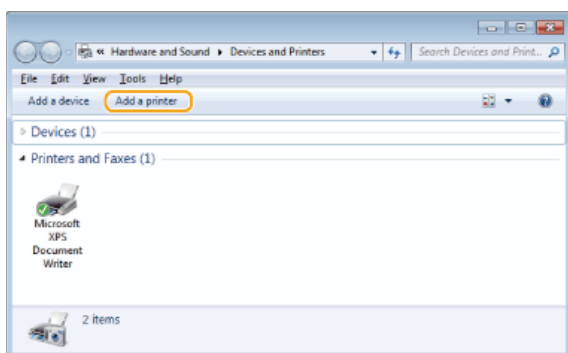 « Hardware and Sound ▸ Devices and Printers
Search Devices and Print...
File Edit View Tools Help
Add a device Add a printer
Devices (1)
Printers and Faxes (1)
Microsoft
XPS
Document
Writer
2 items